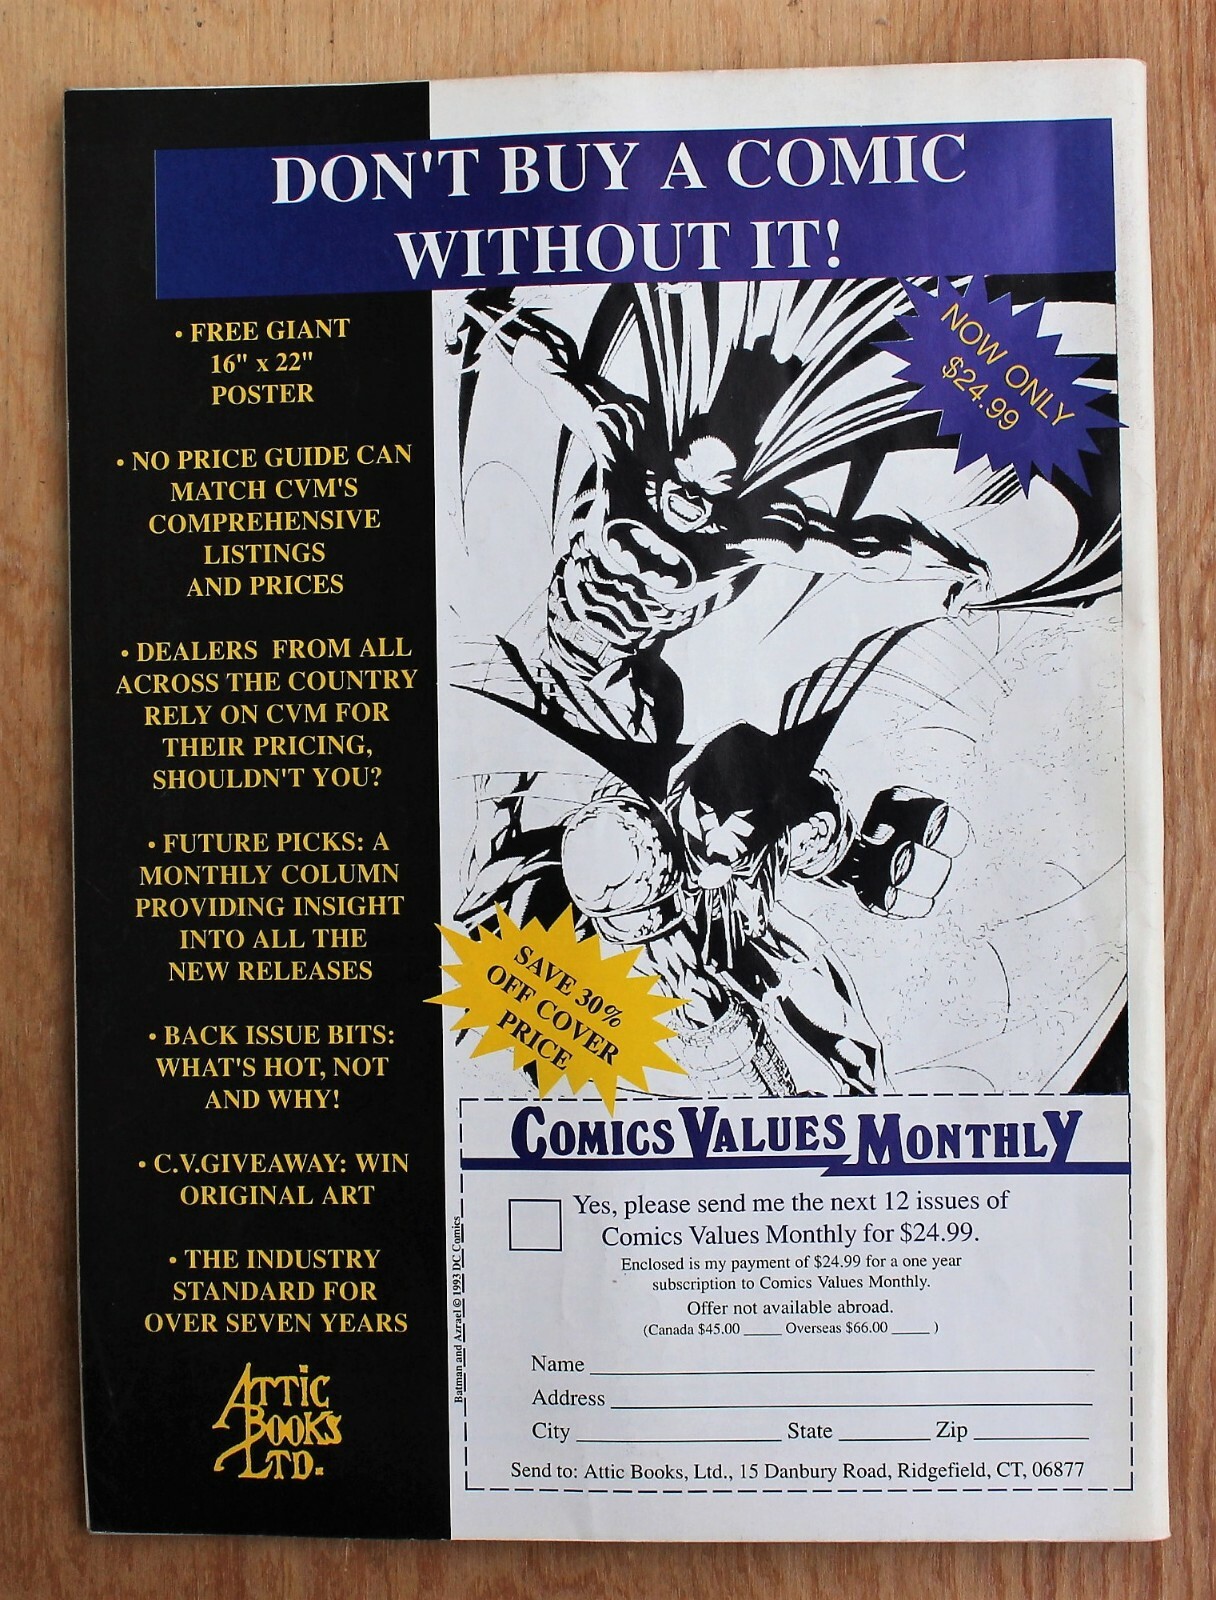 DON'T BUY A COMIC
WITHOUT IT!
• FREE GIANT
16" x 22"
POSTER
• NO PRICE GUIDE CAN
MATCH CVM'S
COMPREHENSIVE
LISTINGS
AND PRICES
• DEALERS FROM ALL
ACROSS THE COUNTRY
RELY ON CVM FOR
THEIR PRICING,
SHOULDN'T YOU?
• FUTURE PICKS: A
MONTHLY COLUMN
PROVIDING INSIGHT
INTO ALL THE
NEW RELEASES
• BACK ISSUE BITS:
WHAT'S HOT, NOT
AND WHY!
• C.V.GIVEAWAY: WIN
ORIGINAL ART
• THE INDUSTRY
STANDARD FOR
OVER SEVEN YEARS
ATTIC
BOOKS
LTD.
NOW ONLY
$24.99
SAVE 30%
OFF COVER
PRICE
Batman and Azrael © 1993 DC Comics
COMICS VALUES MONTHLY
Yes, please send me the next 12 issues of
Comics Values Monthly for $24.99.
Enclosed is my payment of $24.99 for a one year
subscription to Comics Values Monthly.
Offer not available abroad.
(Canada $45.00 _____ Overseas $66.00 _____ )
Name
Address
City State Zip
Send to: Attic Books, Ltd., 15 Danbury Road, Ridgefield, CT, 06877